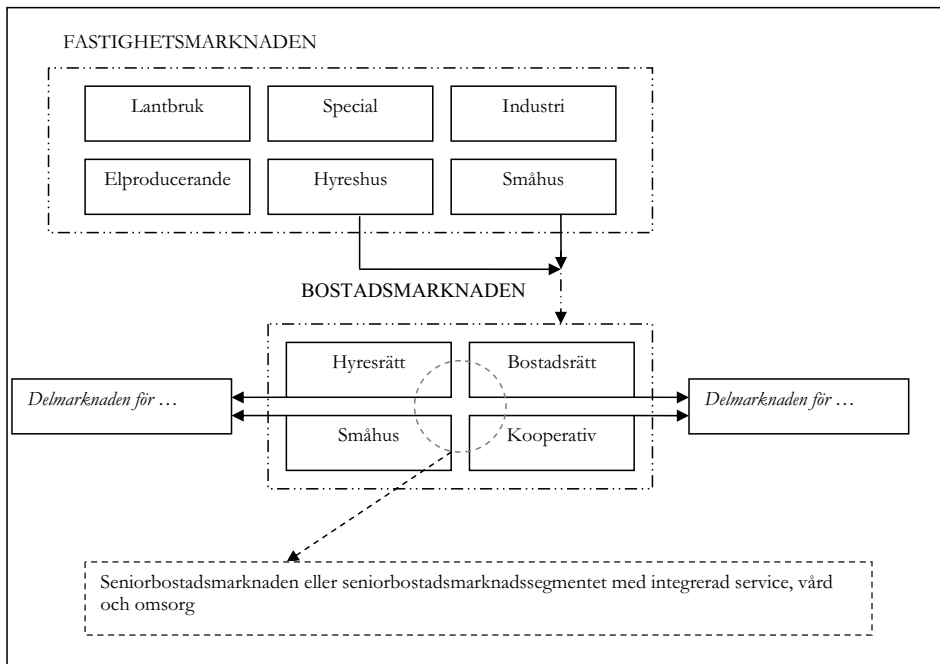 FASTIGHETSMARKNADEN
Lantbruk
Special
Industri
Elproducerande
Hyreshus
Småhus
BOSTADSMARKNADEN
Hyresrätt
Bostadsrätt
Delmarknaden för …
Delmarknaden för …
Småhus
Kooperativ
Seniorbostadsmarknaden eller seniorbostadsmarknadssegmentet med integrerad service, vård
och omsorg